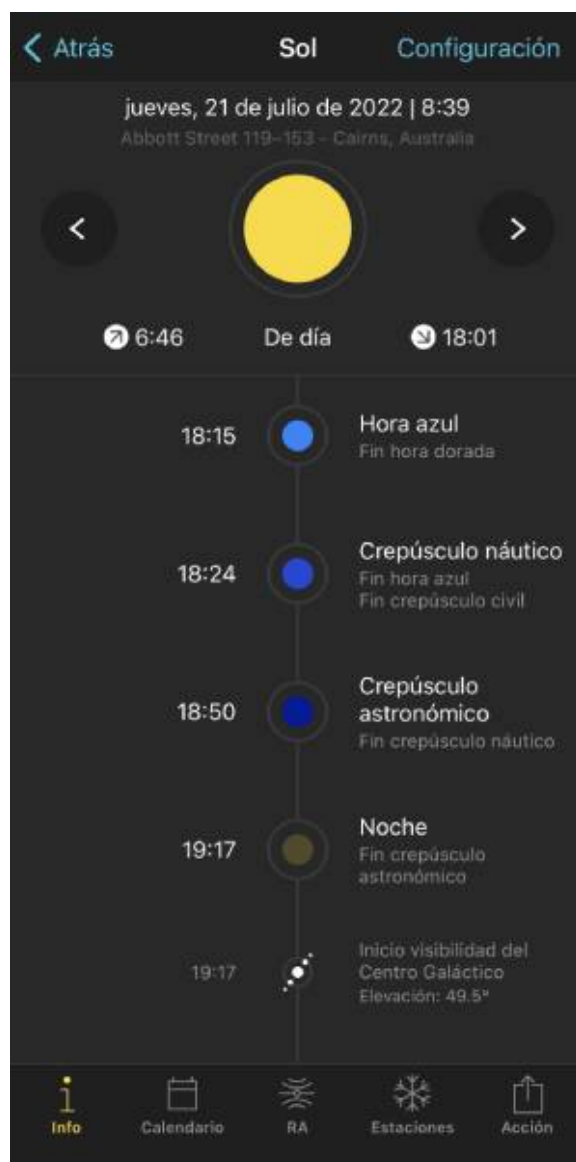 Atrás Sol Configuración
jueves, 21 de julio de 2022 | 8:39
Abbott Street 119–153 – Cairns, Australia
6:46 De día 18:01
18:15 Hora azul
Fin hora dorada
18:24 Crepúsculo náutico
Fin hora azul
Fin crepúsculo civil
18:50 Crepúsculo
astronómico
Fin crepúsculo náutico
19:17 Noche
Fin crepúsculo
astronómico
19:17 Inicio visibilidad del
Centro Galáctico
Elevación: 49.5°
Info Calendario RA Estaciones Acción